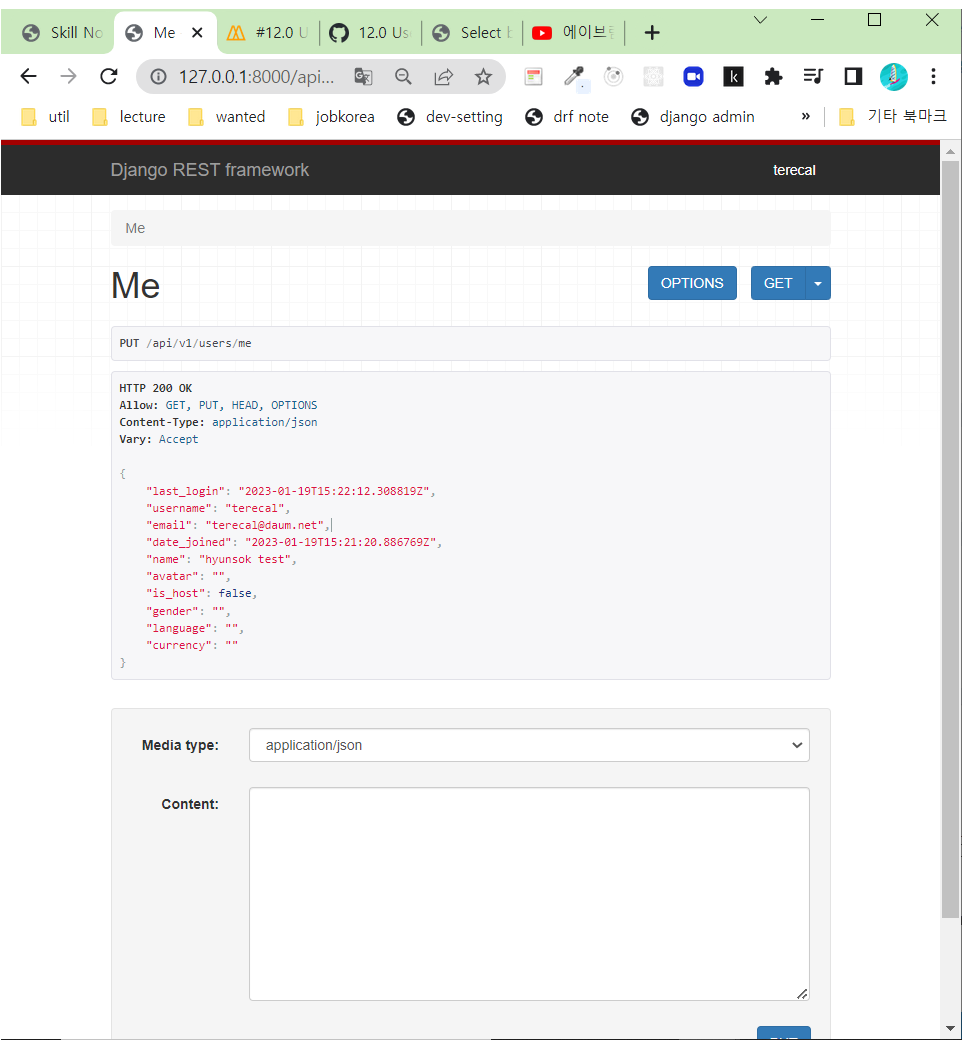 Skill No
Me
#12.0 U
12.0 Us
Select b
에이브
127.0.0.1:8000/api...
util
lecture
wanted
jobkorea
dev-setting
drf note
django admin
»
기타 북마크
Django REST framework
terecal
Me
Me
OPTIONS
GET
PUT /api/v1/users/me
HTTP 200 OK
Allow: GET, PUT, HEAD, OPTIONS
Content-Type: application/json
Vary: Accept
{
"last_login": "2023-01-19T15:22:12.308819Z",
"username": "terecal",
"email": "terecal@daum.net",
"date_joined": "2023-01-19T15:21:20.886769Z",
"name": "hyunsok test",
"avatar": "",
"is_host": false,
"gender": "",
"language": "",
"currency": ""
}
Media type:
application/json
Content: